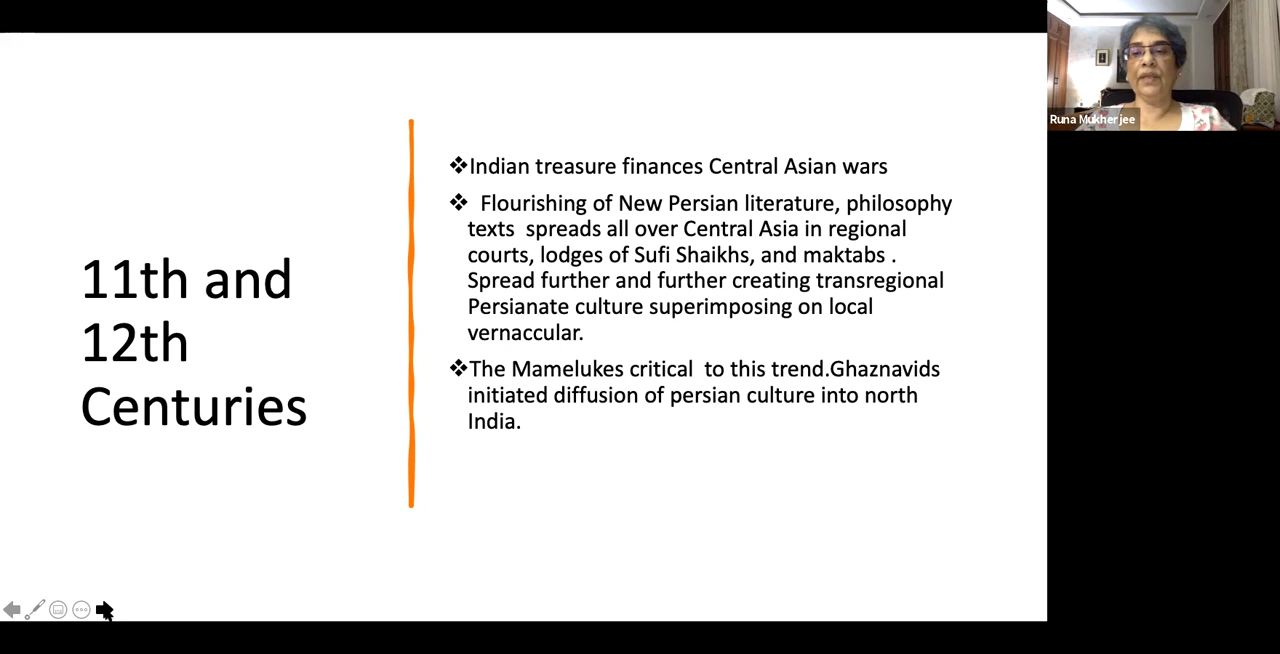 11th and
12th
Centuries
❖Indian treasure finances Central Asian wars
❖ Flourishing of New Persian literature, philosophy
texts spreads all over Central Asia in regional
courts, lodges of Sufi Shaikhs, and maktabs .
Spread further and further creating transregional
Persianate culture superimposing on local
vernaccular.
❖The Mamelukes critical to this trend.Ghaznavids
initiated diffusion of persian culture into north
India.
Runa Mukherjee